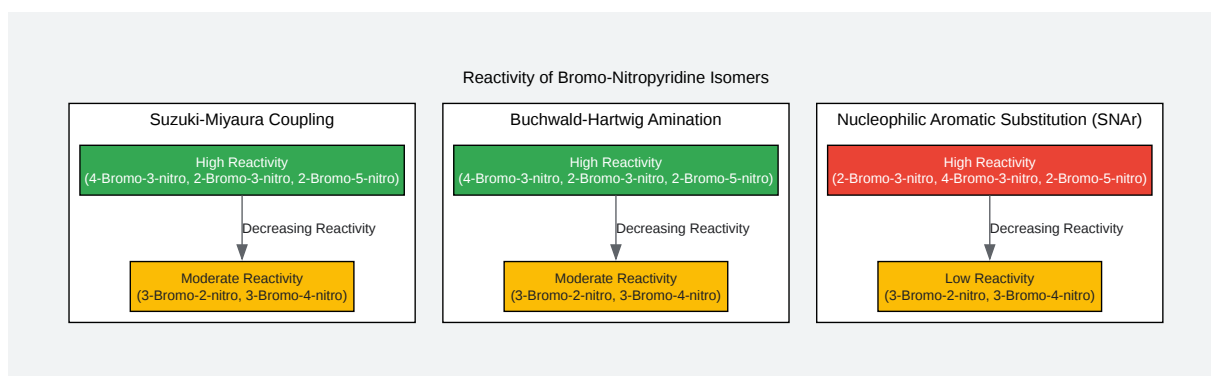 Reactivity of Bromo-Nitropyridine Isomers
Suzuki-Miyaura Coupling
High Reactivity
(4-Bromo-3-nitro, 2-Bromo-3-nitro, 2-Bromo-5-nitro)
Decreasing Reactivity
Moderate Reactivity
(3-Bromo-2-nitro, 3-Bromo-4-nitro)
Buchwald-Hartwig Amination
High Reactivity
(4-Bromo-3-nitro, 2-Bromo-3-nitro, 2-Bromo-5-nitro)
Decreasing Reactivity
Moderate Reactivity
(3-Bromo-2-nitro, 3-Bromo-4-nitro)
Nucleophilic Aromatic Substitution (SNAr)
High Reactivity
(2-Bromo-3-nitro, 4-Bromo-3-nitro, 2-Bromo-5-nitro)
Decreasing Reactivity
Low Reactivity
(3-Bromo-2-nitro, 3-Bromo-4-nitro)